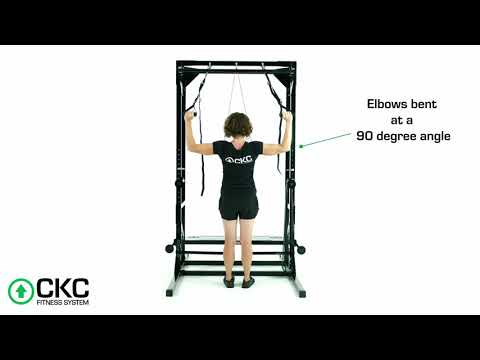 Elbows bent
at a
90 degree angle
CKC
CKC
FITNESS SYSTEM